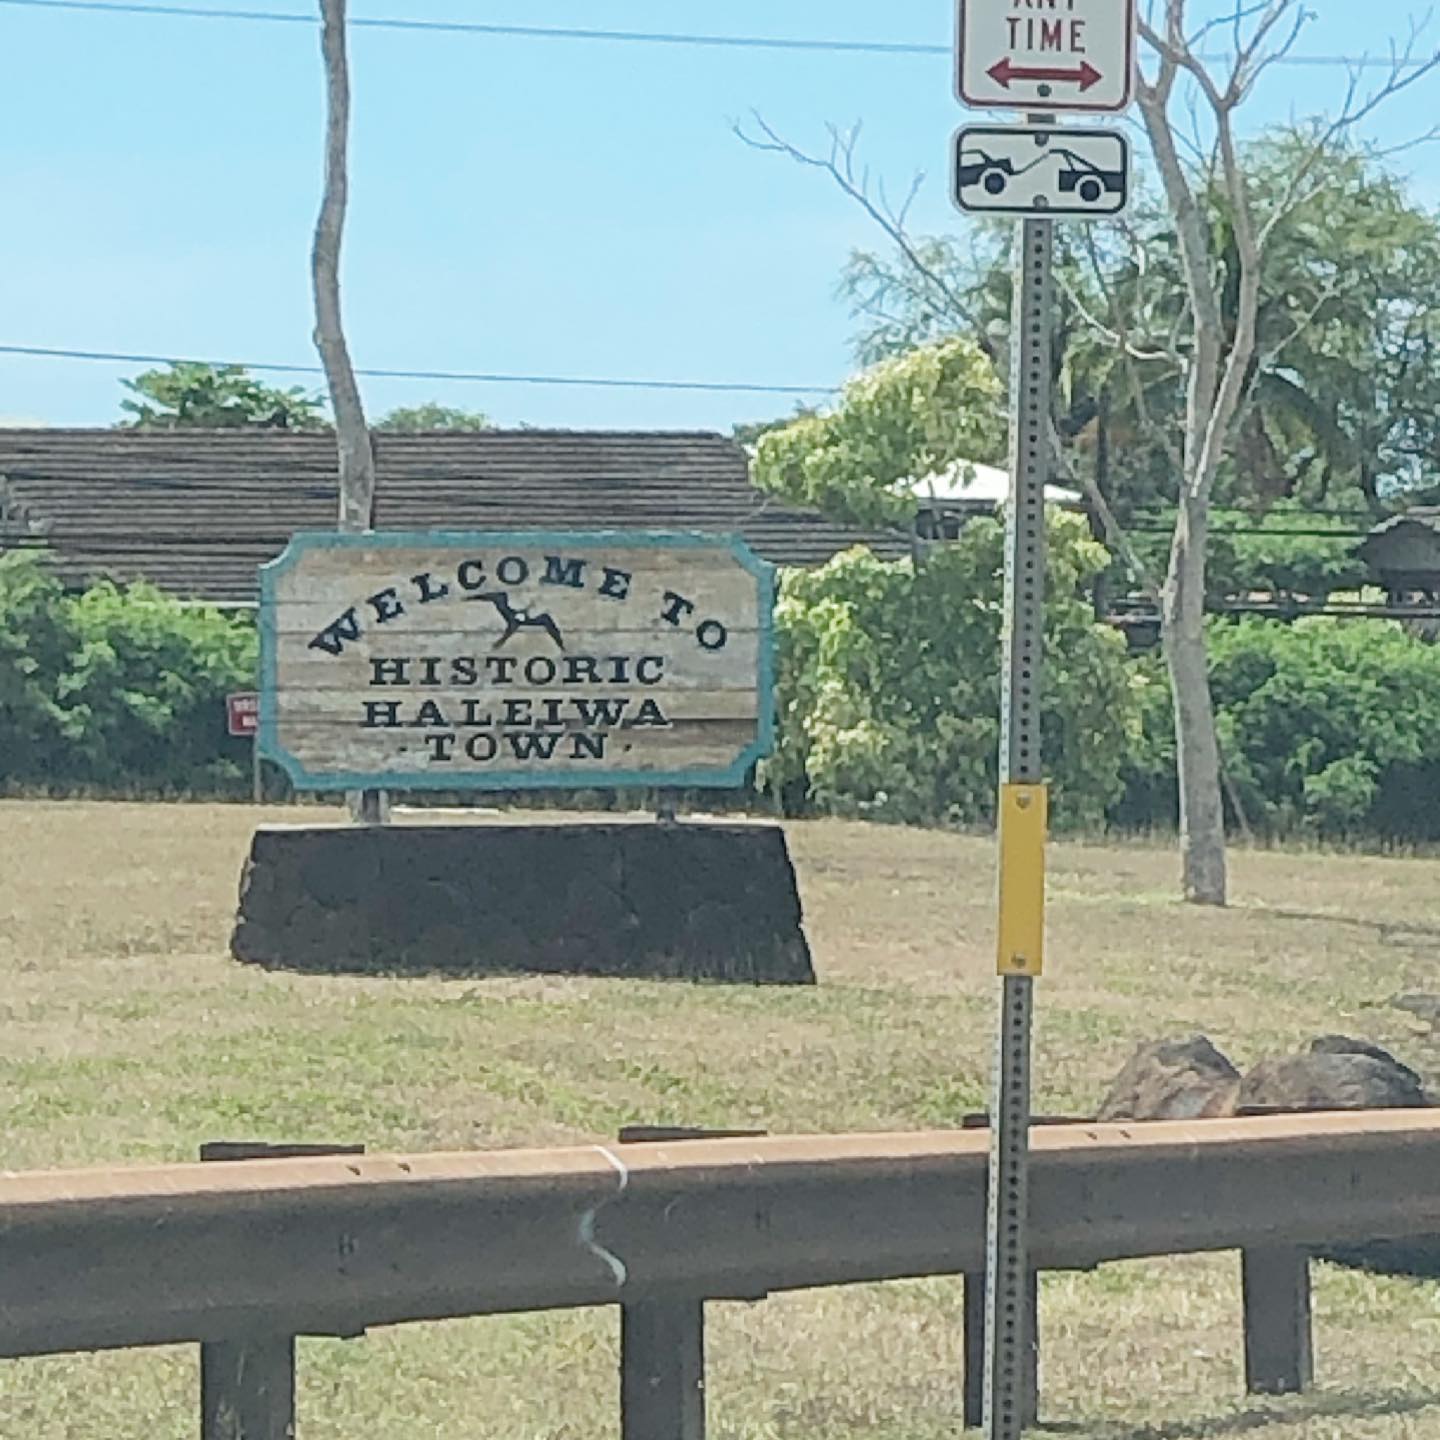 ANY
TIME
WELCOME TO
HISTORIC
HALEIWA
· TOWN ·